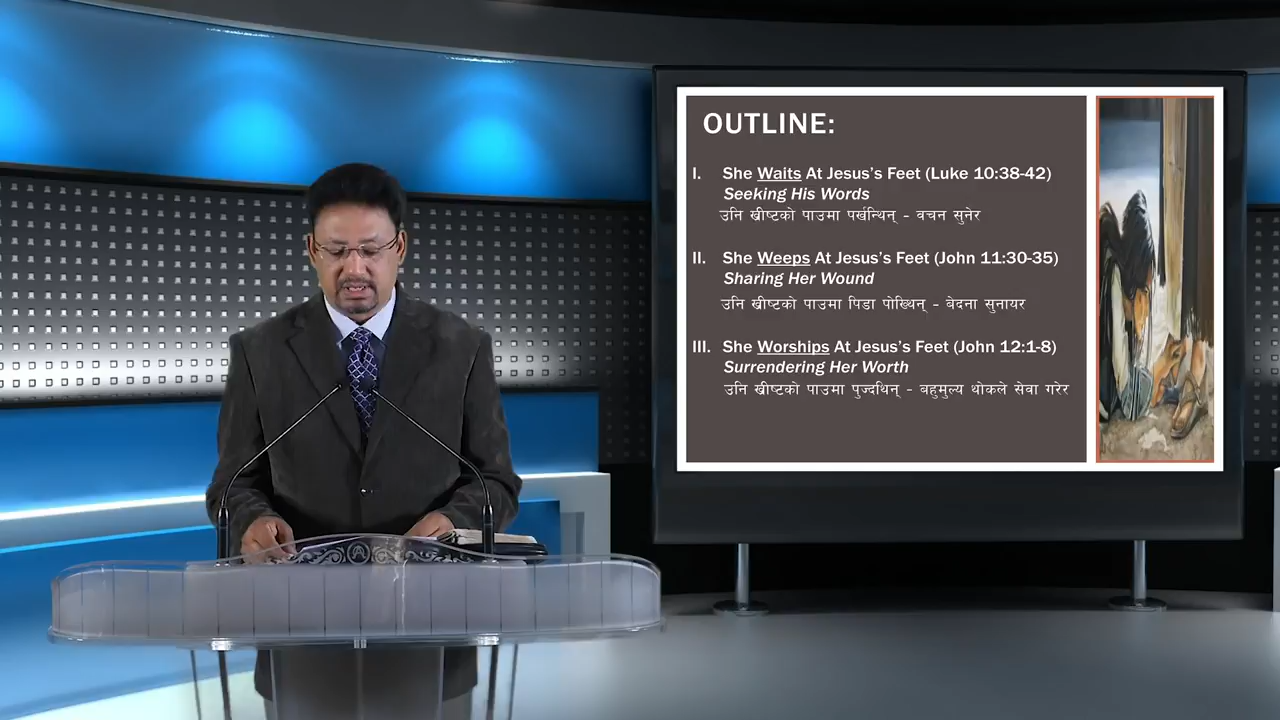 OUTLINE:
I. She Waits At Jesus's Feet (Luke 10:38-42)
Seeking His Words
उनि ख्रीष्टको पाउमा पर्खन्थिन् - वचन सुनेर
II. She Weeps At Jesus's Feet (John 11:30-35)
Sharing Her Wound
उनि ख्रीष्टको पाउमा पिडा पोख्थिन् - बेदना सुनायर
III. She Worships At Jesus's Feet (John 12:1-8)
Surrendering Her Worth
उनि ख्रीष्टको पाउमा पुज्दथिन् - बहुमुल्य थोकले सेवा गरेर